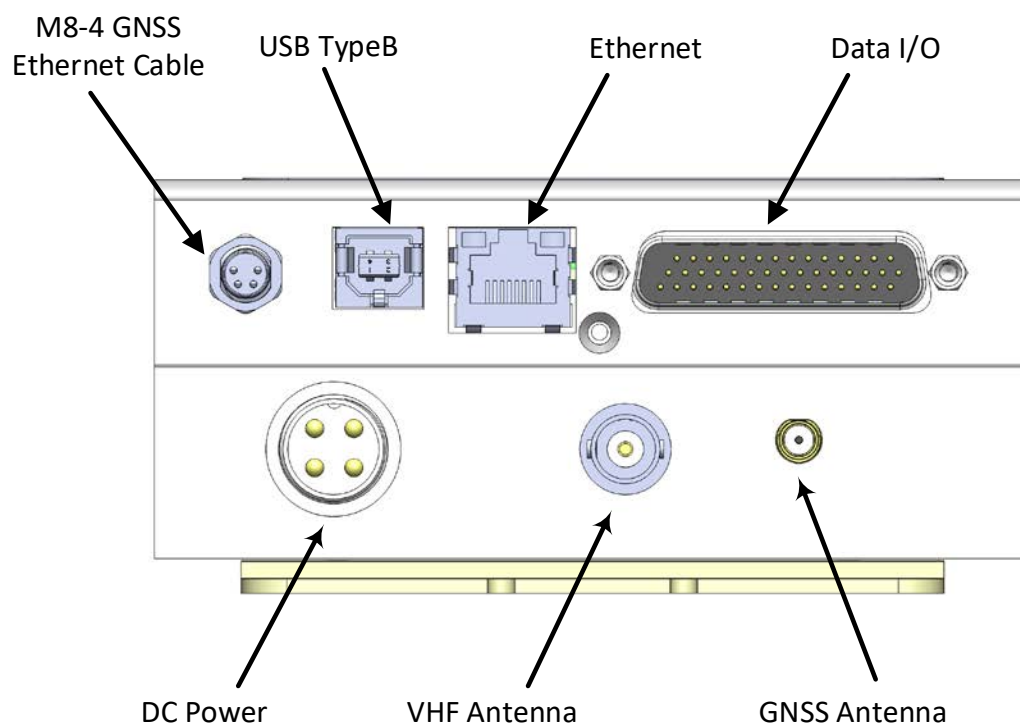 M8-4 GNSS
Ethernet Cable
USB TypeB
Ethernet
Data I/O
DC Power
VHF Antenna
GNSS Antenna